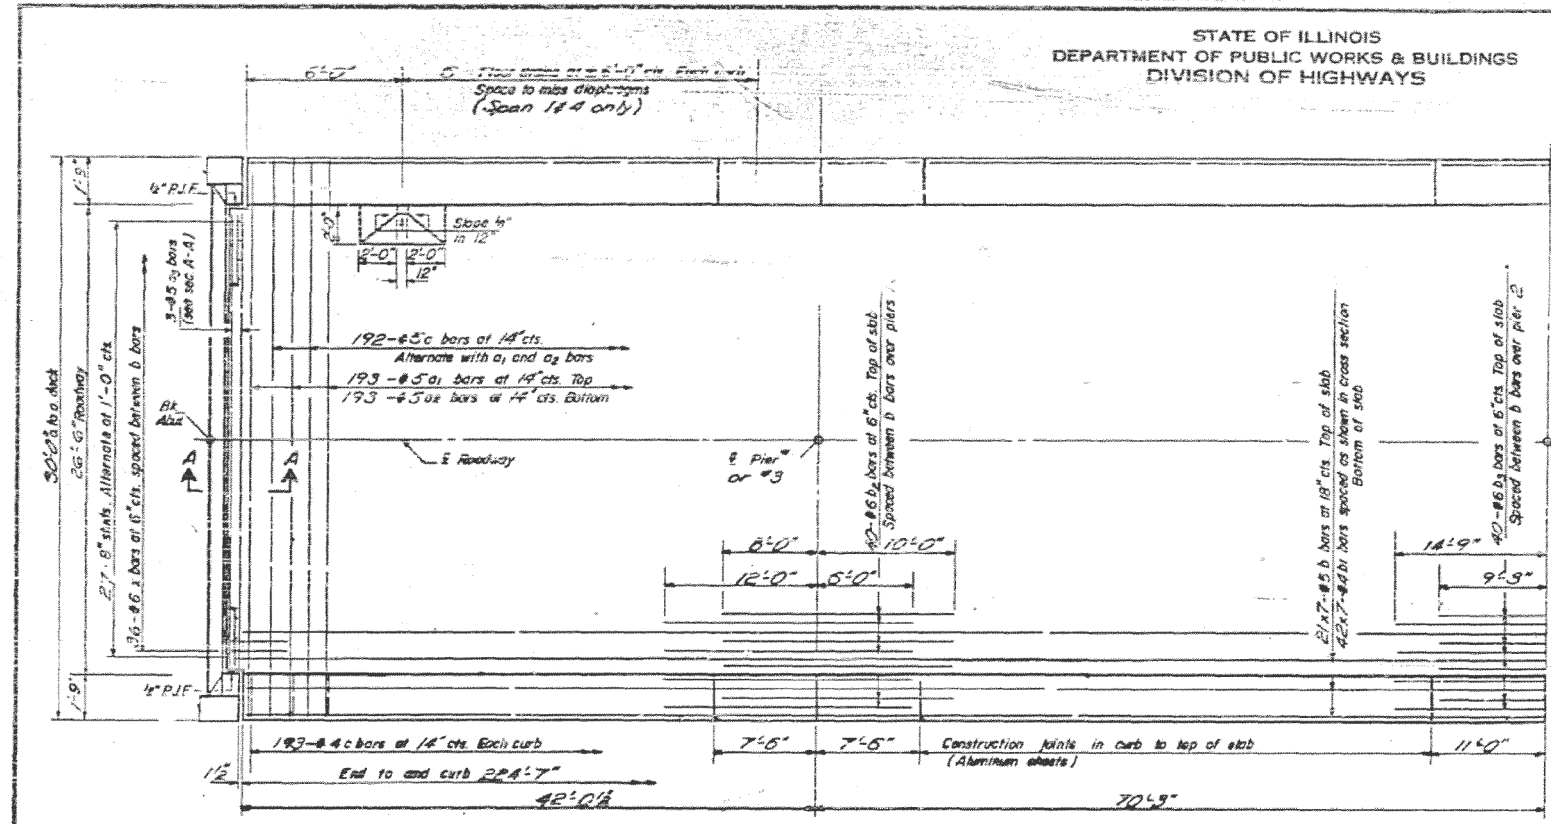 STATE OF ILLINOIS
DEPARTMENT OF PUBLIC WORKS & BUILDINGS
DIVISION OF HIGHWAYS
6'-0"
Floor drains at 6'-0" cts. Each curb
Space to miss diaphragms
(Span 1 & 4 only)
1'-9"
½" P.J.F.
2'-0"
Slope ½"
in 12"
2'-0" 2'-0"
12"
3-#5 a3 bars
(see sec A-A)
30'-0" o. to o. deck
26'-6" Roadway
Alternate at 1'-0" cts.
bars at 6" cts. spaced between b bars
192-#5 c bars at 14" cts.
Alternate with a1 and a2 bars
193-#5 a1 bars at 14" cts. Top
193-#5 a2 bars at 14" cts. Bottom
Bk.
Abut.
A A
℄ Roadway
℄ Pier
or #3
40-#6 b2 bars at 6" cts. Top of slab
Spaced between b bars over piers
21x7-#5 b bars at 18" cts. Top of slab
42x7-#4 b1 bars spaced as shown in cross section
Bottom of slab
40-#6 b3 bars at 6" cts. Top of slab
Spaced between b bars over pier 2
10'-0"
14'-9"
12'-0"
9'-3"
1'-9"
½" P.J.F.
193-#4 c bars at 14" cts. Each curb
7'-6" 7'-6"
Construction joints in curb to top of slab
(Aluminum sheets)
11'-0"
1½"
End to end curb 224'-7"
42'-0½"
70'-3"